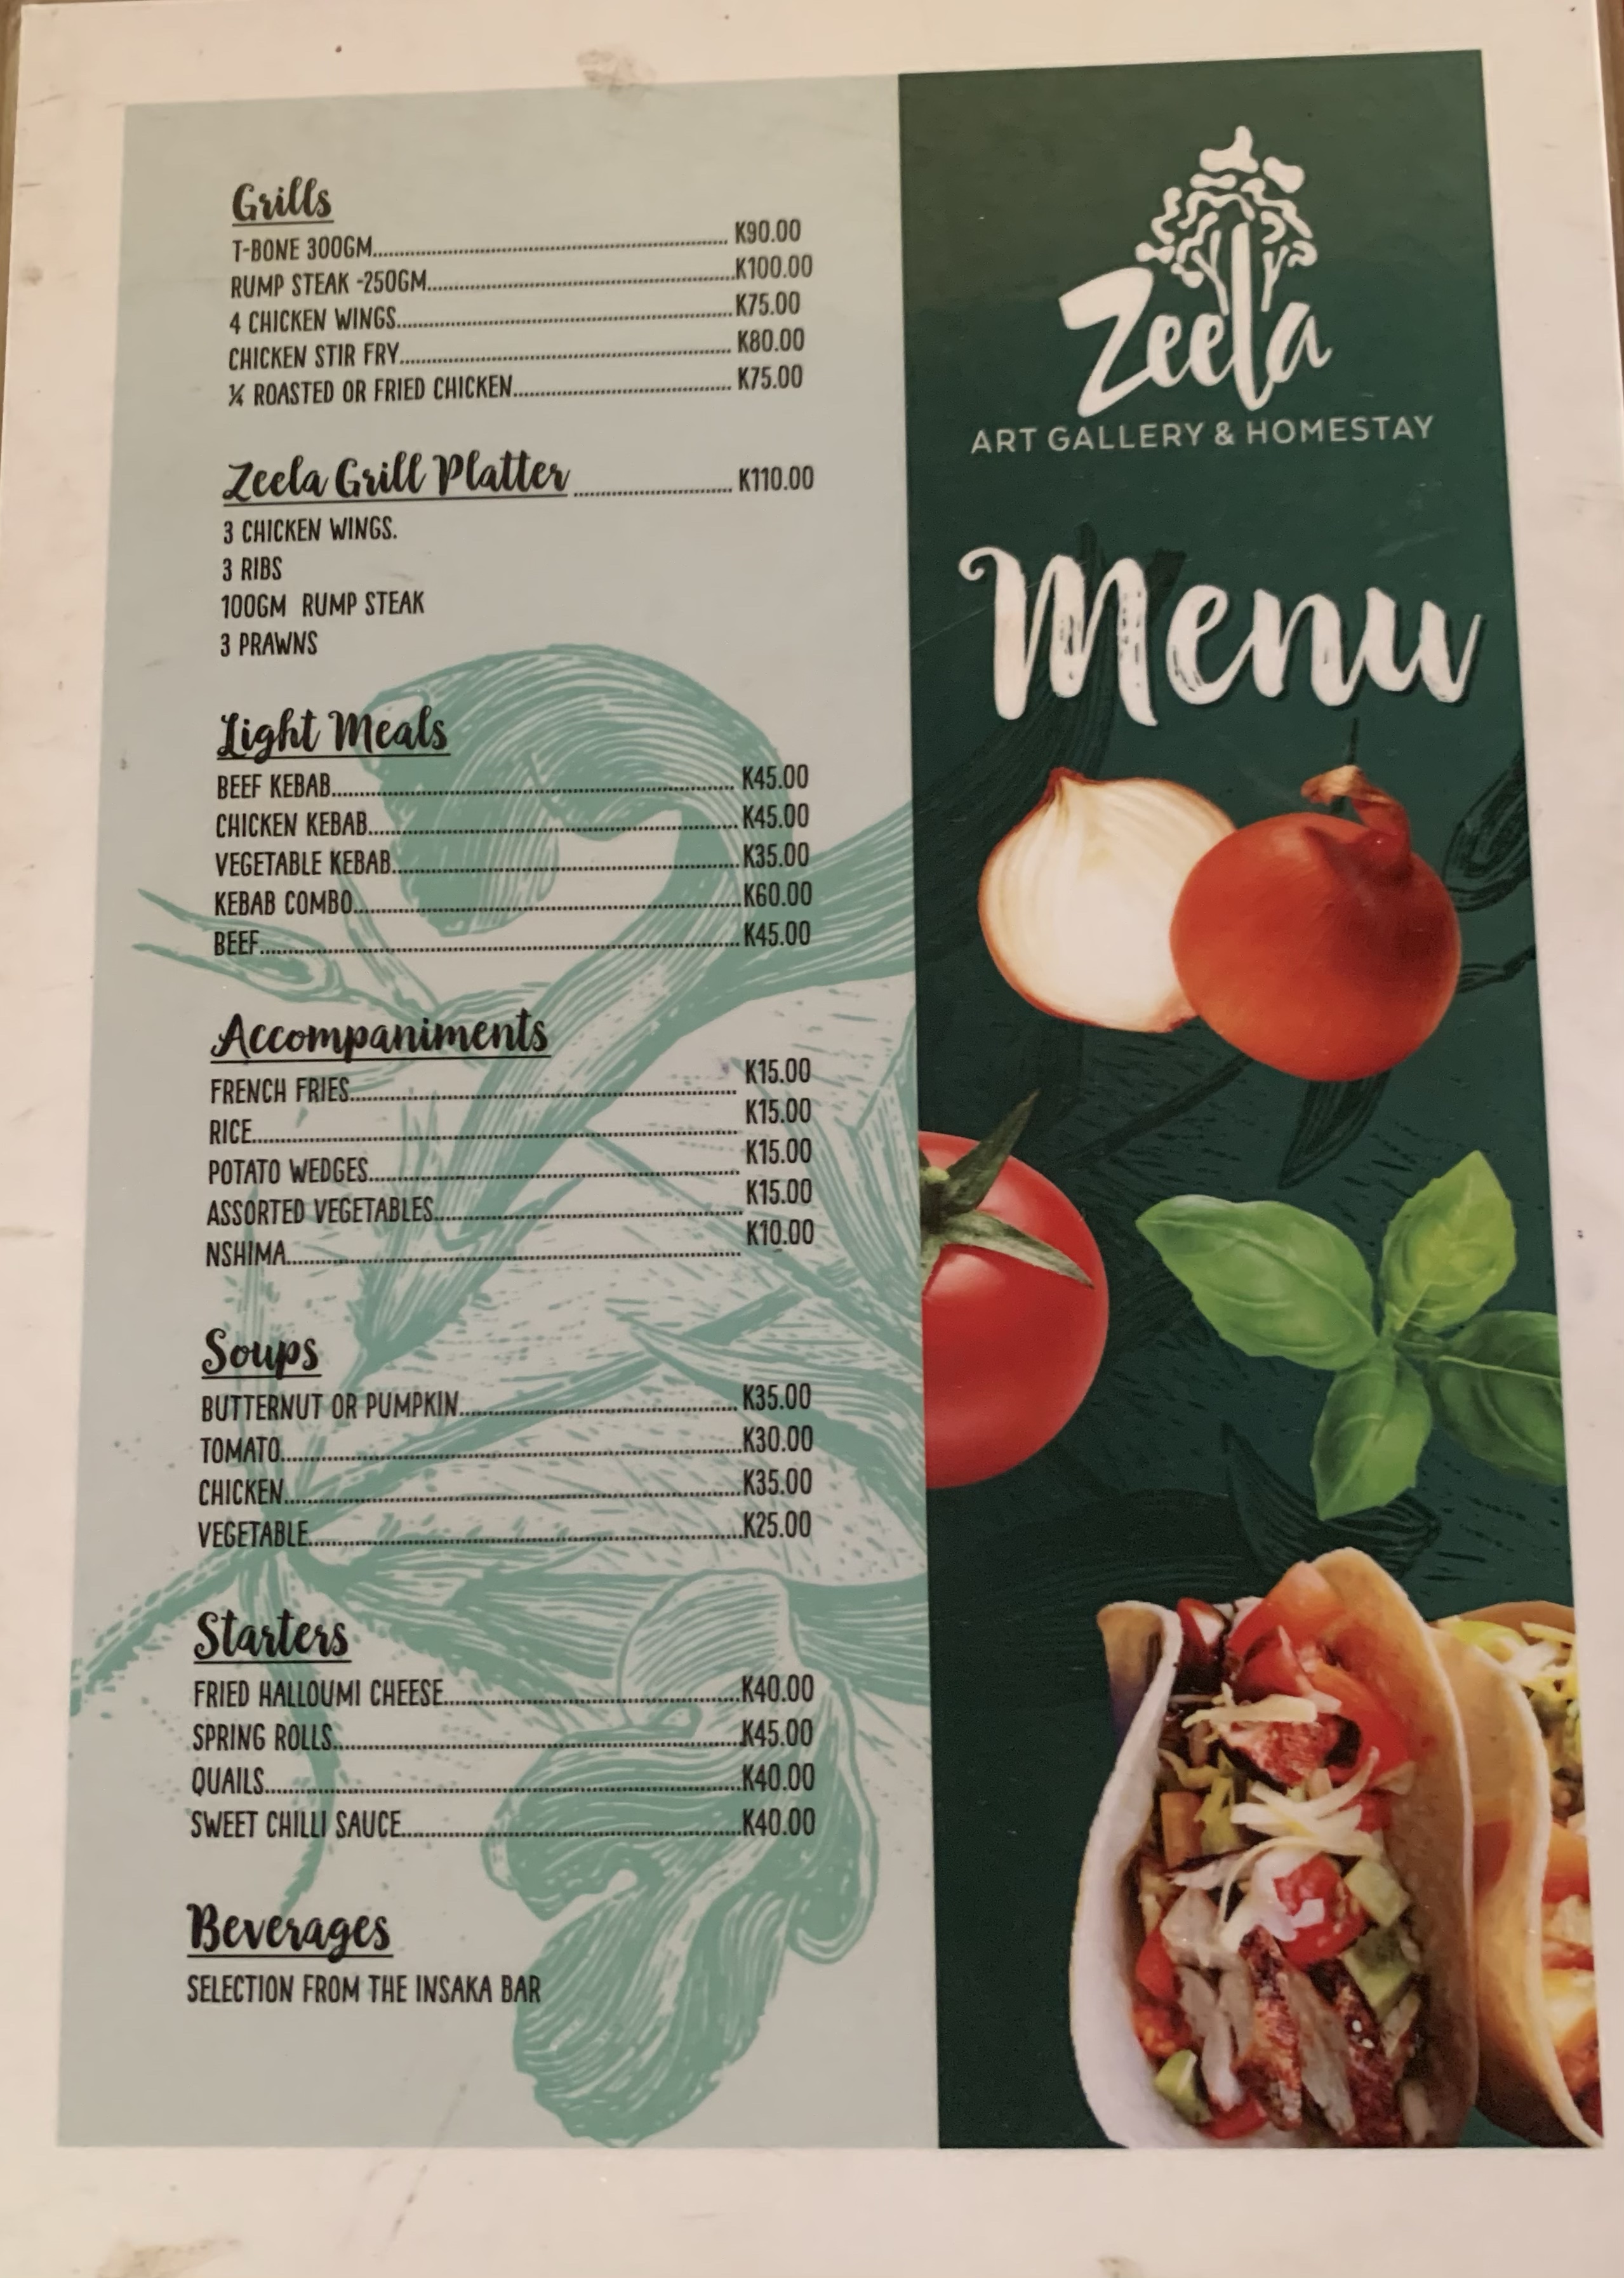 Grills
T-BONE 300GM........ K90.00
RUMP STEAK -250GM........K100.00
4 CHICKEN WINGS........K75.00
CHICKEN STIR FRY........ K80.00
¼ ROASTED OR FRIED CHICKEN........ K75.00
Zeela Grill Platter ........ K110.00
3 CHICKEN WINGS.
3 RIBS
100GM RUMP STEAK
3 PRAWNS
Light Meals
BEEF KEBAB........ K45.00
CHICKEN KEBAB........K45.00
VEGETABLE KEBAB........K35.00
KEBAB COMBO........K60.00
BEEF........K45.00
Accompaniments
FRENCH FRIES........ K15.00
RICE........ K15.00
POTATO WEDGES........ K15.00
ASSORTED VEGETABLES........ K15.00
NSHIMA........ K10.00
Soups
BUTTERNUT OR PUMPKIN........ K35.00
TOMATO........K30.00
CHICKEN........K35.00
VEGETABLE........K25.00
Starters
FRIED HALLOUMI CHEESE........K40.00
SPRING ROLLS........K45.00
QUAILS........K40.00
SWEET CHILLI SAUCE........K40.00
Beverages
SELECTION FROM THE INSAKA BAR
Zeela
ART GALLERY & HOMESTAY
Menu